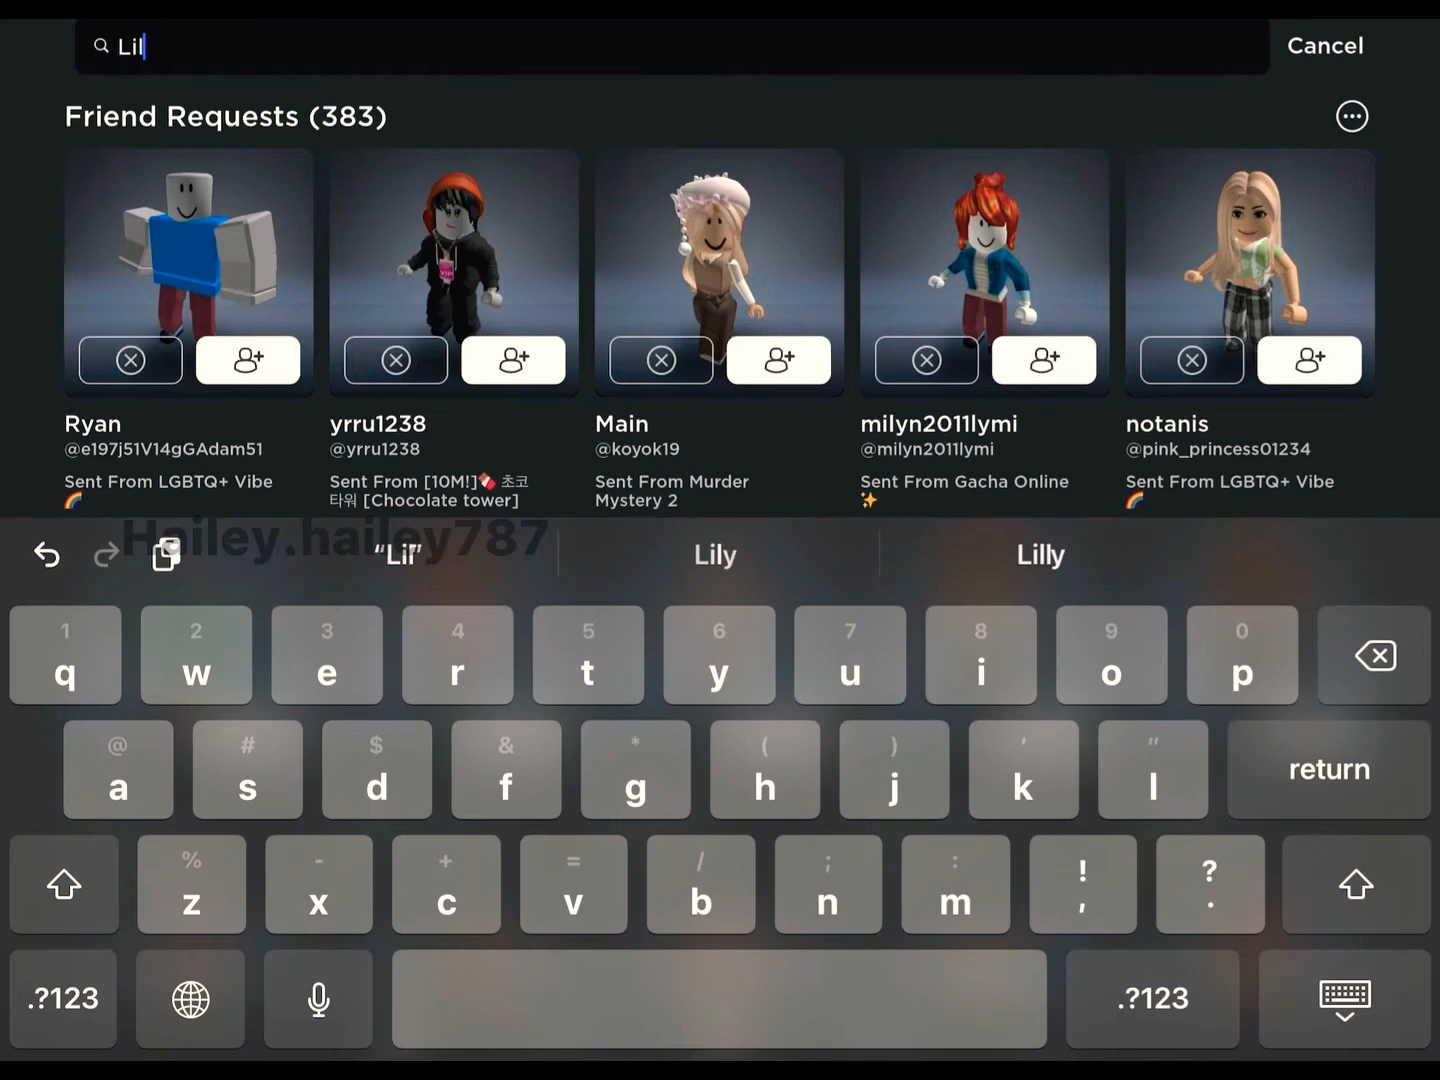 Lil
Cancel
Friend Requests (383)
VIP
Ryan
@e197j51V14gGAdam51
Sent From LGBTQ+ Vibe
🌈
yrru1238
@yrru1238
Sent From [10M!]🍫 초코
타워 [Chocolate tower]
Main
@koyok19
Sent From Murder
Mystery 2
milyn2011lymi
@milyn2011lymi
Sent From Gacha Online
✨
notanis
@pink_princess01234
Sent From LGBTQ+ Vibe
🌈
Hailey.hailey787
“Lil” Lily Lilly
1 2 3 4 5 6 7 8 9 0
q w e r t y u i o p
@ # $ & * ( ) ' "
a s d f g h j k l return
% - + = / ; : ! ?
z x c v b n m , .
.?123 .?123